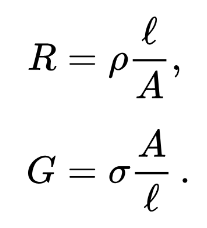 R = ρ ℓ/A,
G = σ A/ℓ .